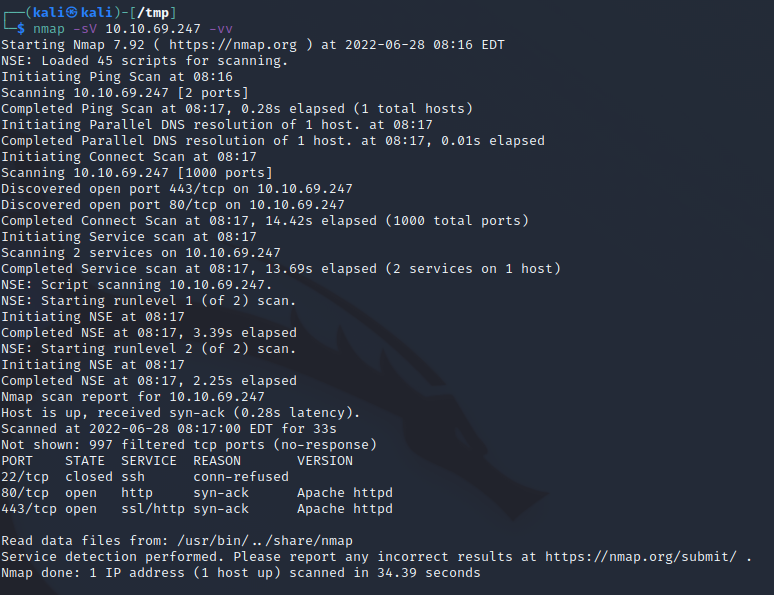 ┌──(kali㉿kali)-[/tmp]
└─$ nmap -sV 10.10.69.247 -vv
Starting Nmap 7.92 ( https://nmap.org ) at 2022-06-28 08:16 EDT
NSE: Loaded 45 scripts for scanning.
Initiating Ping Scan at 08:16
Scanning 10.10.69.247 [2 ports]
Completed Ping Scan at 08:17, 0.28s elapsed (1 total hosts)
Initiating Parallel DNS resolution of 1 host. at 08:17
Completed Parallel DNS resolution of 1 host. at 08:17, 0.01s elapsed
Initiating Connect Scan at 08:17
Scanning 10.10.69.247 [1000 ports]
Discovered open port 443/tcp on 10.10.69.247
Discovered open port 80/tcp on 10.10.69.247
Completed Connect Scan at 08:17, 14.42s elapsed (1000 total ports)
Initiating Service scan at 08:17
Scanning 2 services on 10.10.69.247
Completed Service scan at 08:17, 13.69s elapsed (2 services on 1 host)
NSE: Script scanning 10.10.69.247.
NSE: Starting runlevel 1 (of 2) scan.
Initiating NSE at 08:17
Completed NSE at 08:17, 3.39s elapsed
NSE: Starting runlevel 2 (of 2) scan.
Initiating NSE at 08:17
Completed NSE at 08:17, 2.25s elapsed
Nmap scan report for 10.10.69.247
Host is up, received syn-ack (0.28s latency).
Scanned at 2022-06-28 08:17:00 EDT for 33s
Not shown: 997 filtered tcp ports (no-response)
PORT    STATE  SERVICE  REASON       VERSION
22/tcp  closed ssh      conn-refused
80/tcp  open   http     syn-ack      Apache httpd
443/tcp open   ssl/http syn-ack      Apache httpd
Read data files from: /usr/bin/../share/nmap
Service detection performed. Please report any incorrect results at https://nmap.org/submit/ .
Nmap done: 1 IP address (1 host up) scanned in 34.39 seconds